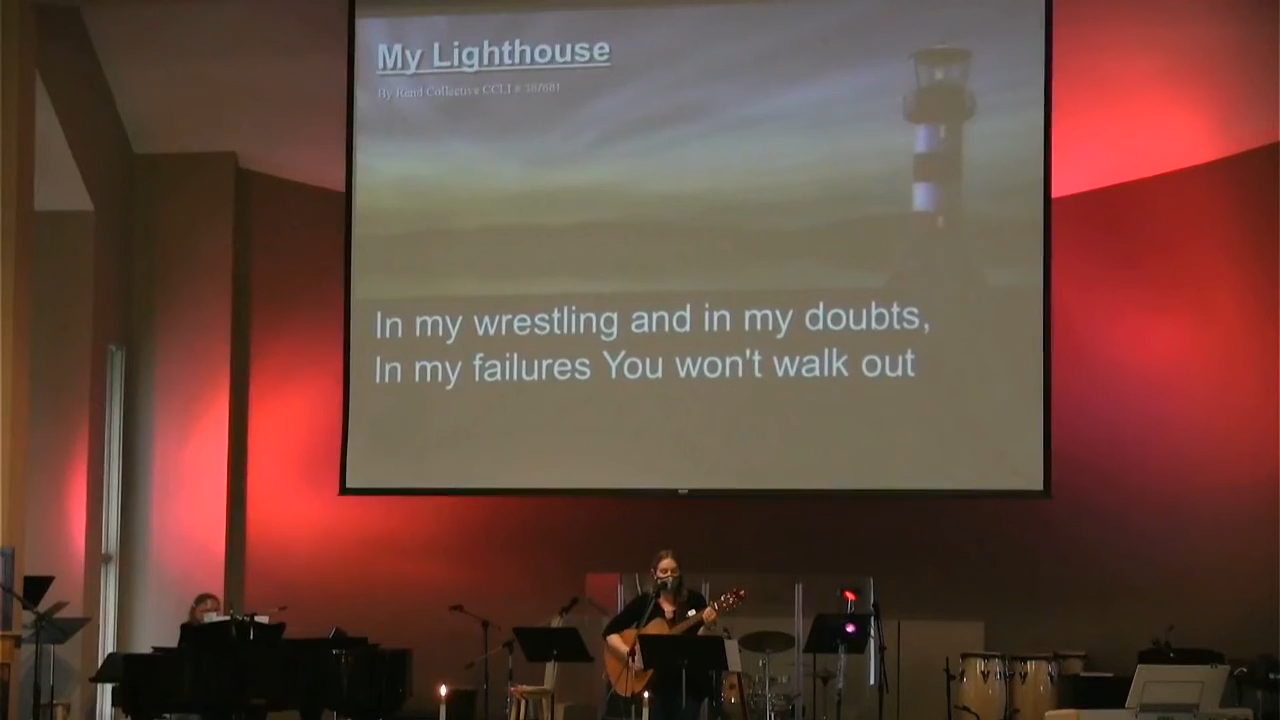 My Lighthouse
By Rend Collective CCLI # 387681
In my wrestling and in my doubts,
In my failures You won't walk out